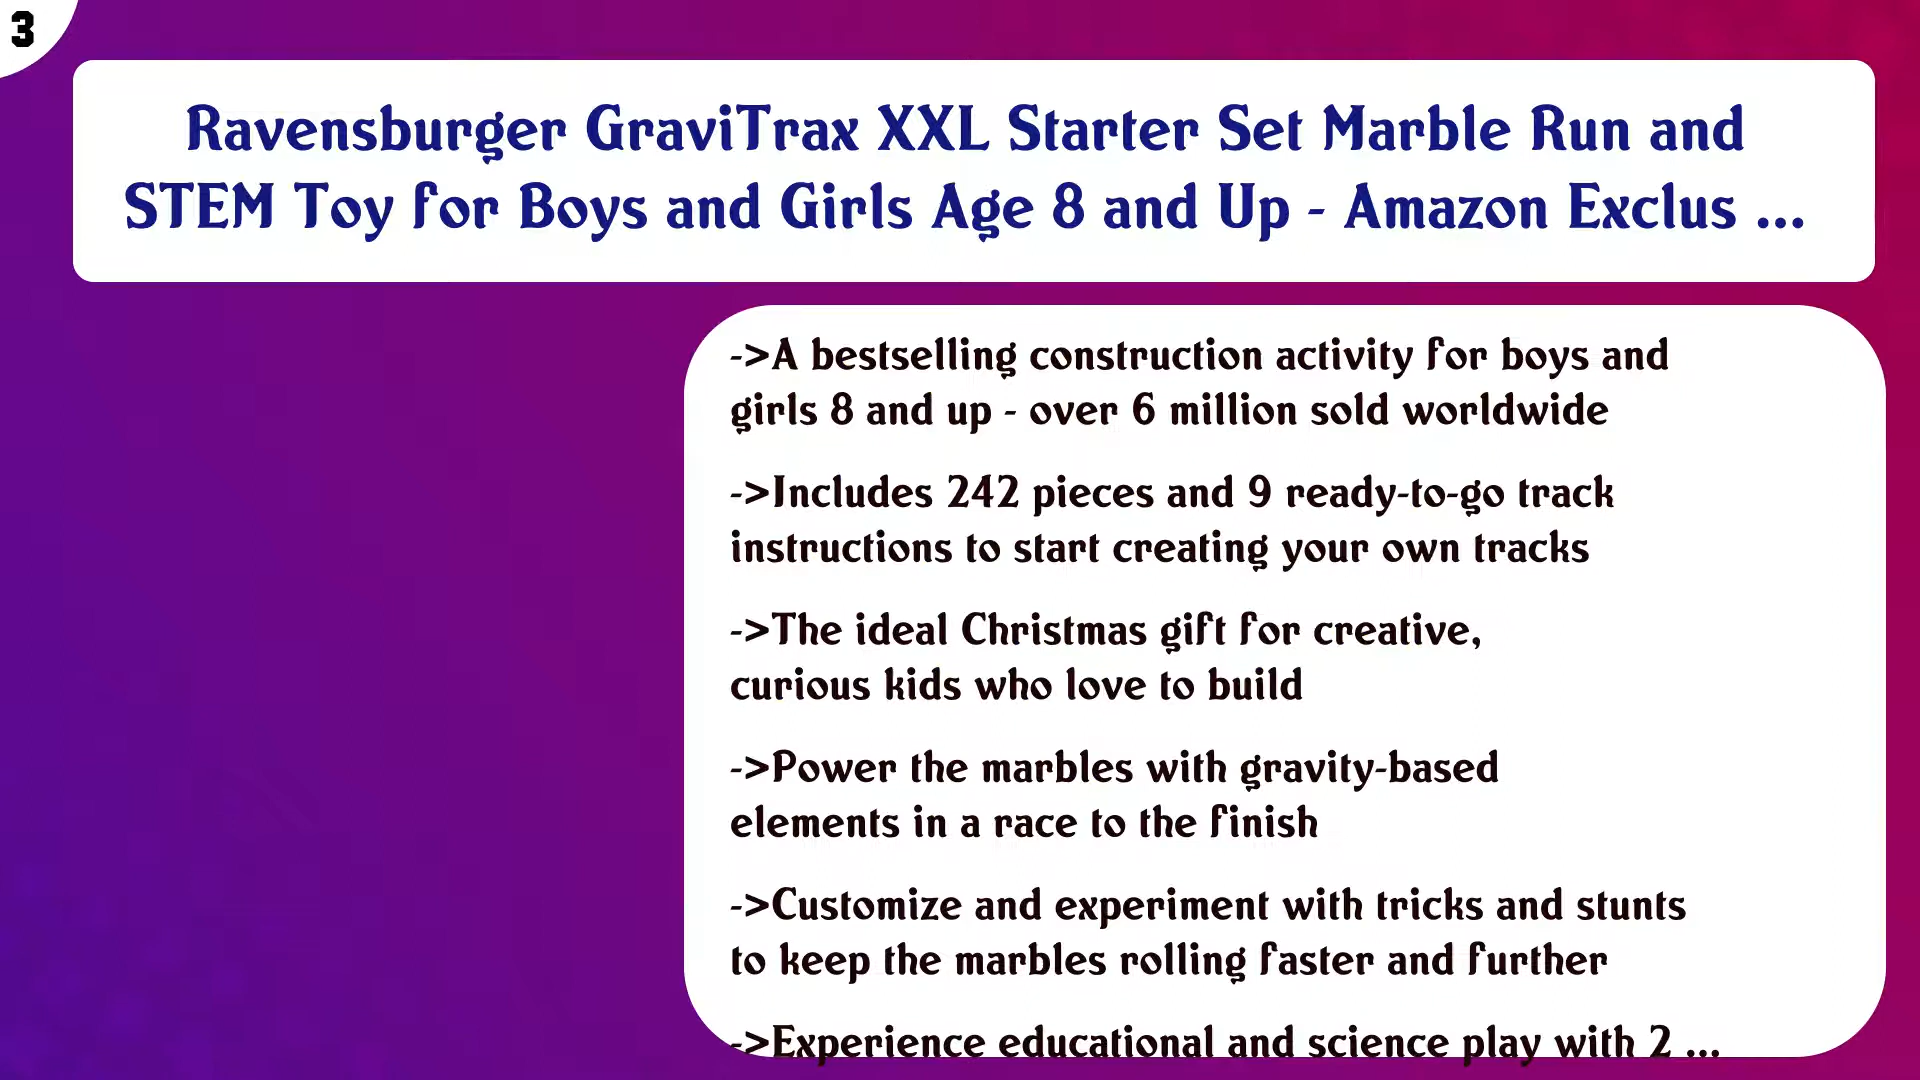 3
Ravensburger GraviTrax XXL Starter Set Marble Run and
STEM Toy for Boys and Girls Age 8 and Up - Amazon Exclus ...
->A bestselling construction activity for boys and
girls 8 and up - over 6 million sold worldwide
->Includes 242 pieces and 9 ready-to-go track
instructions to start creating your own tracks
->The ideal Christmas gift for creative,
curious kids who love to build
->Power the marbles with gravity-based
elements in a race to the finish
->Customize and experiment with tricks and stunts
to keep the marbles rolling faster and further
->Experience educational and science play with 2 ...